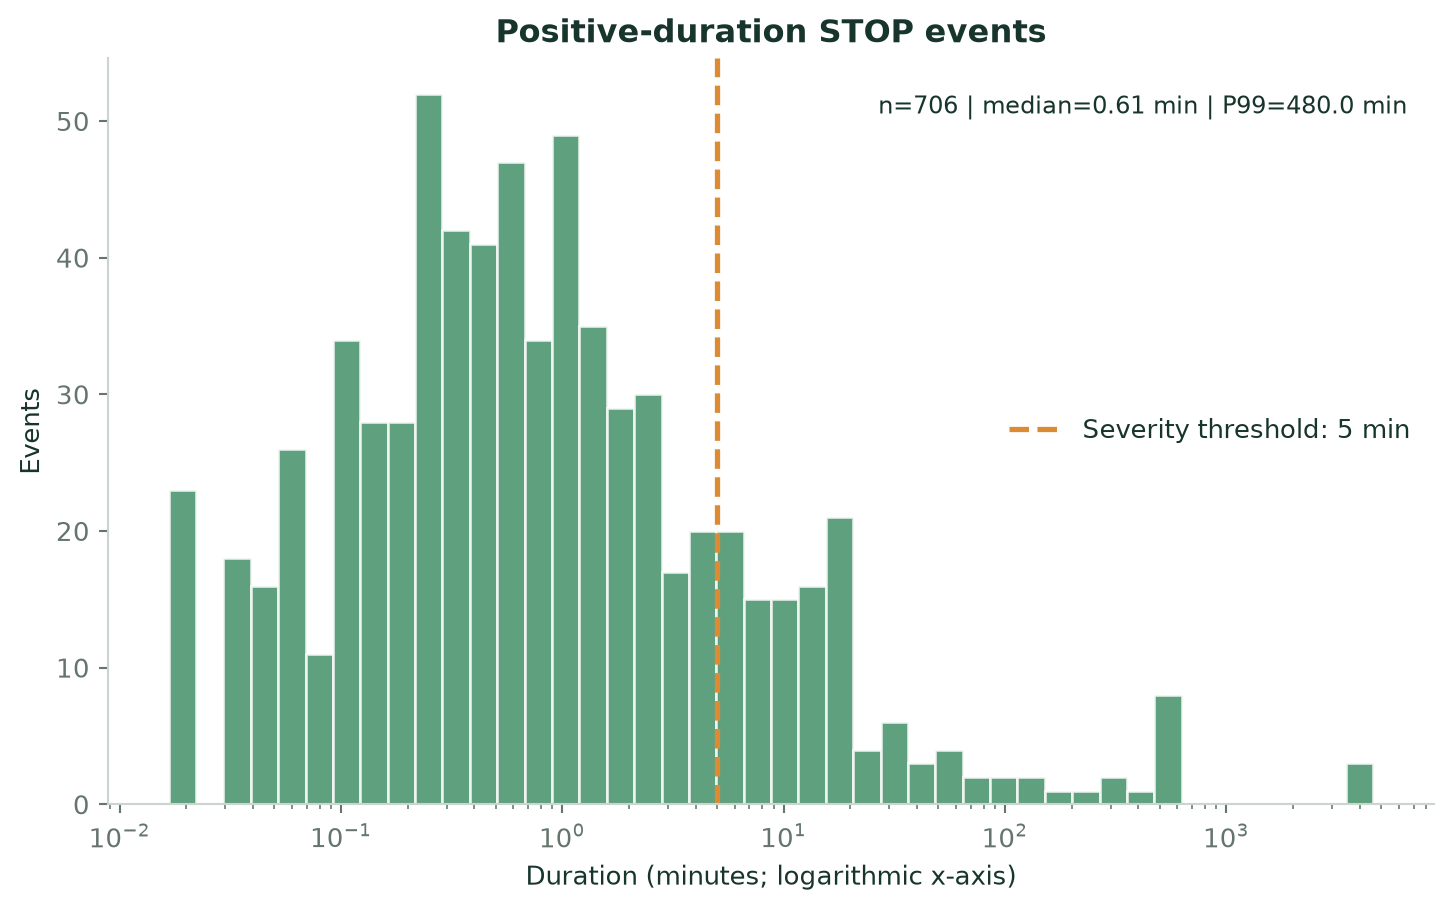 Positive-duration STOP events
n=706 | median=0.61 min | P99=480.0 min
Severity threshold: 5 min
Events
50
40
30
20
10
0
10⁻² 10⁻¹ 10⁰ 10¹ 10² 10³
Duration (minutes; logarithmic x-axis)